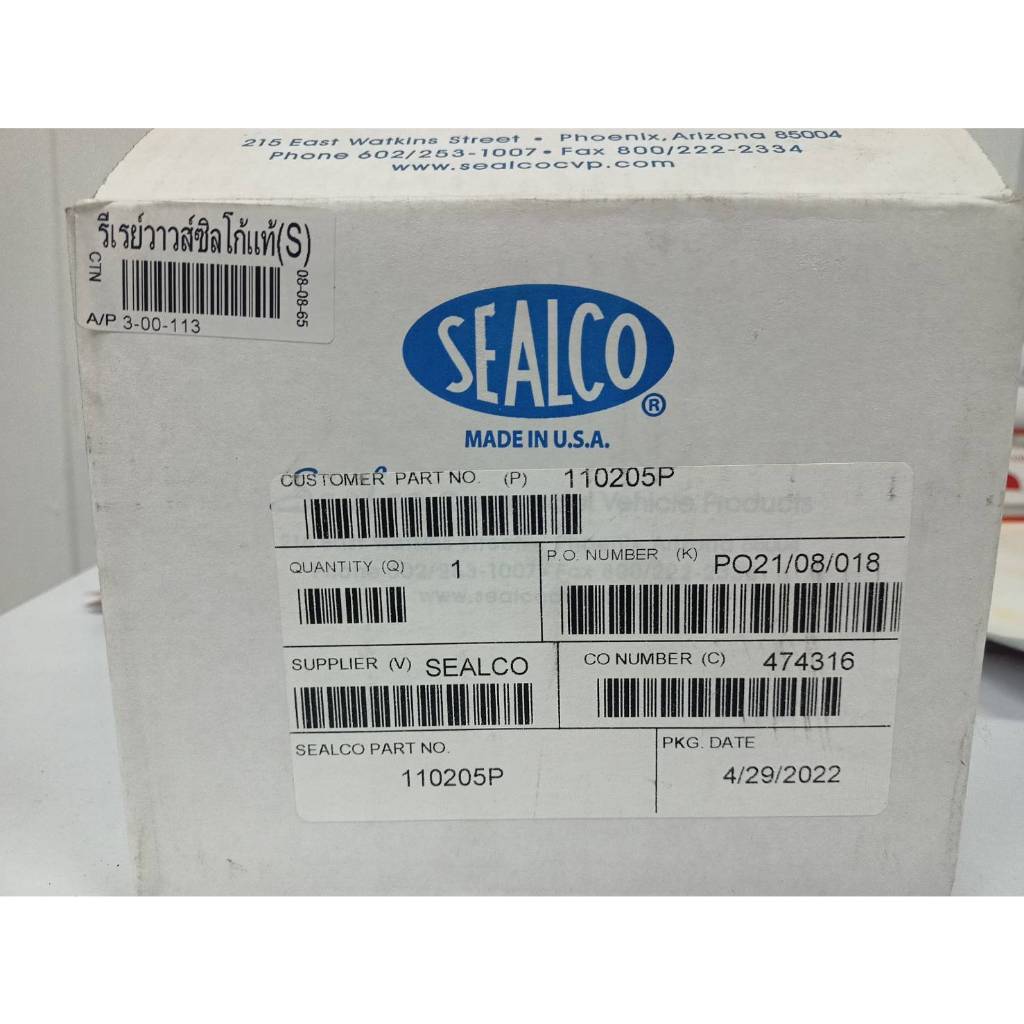 215 East Watkins Street • Phoenix, Arizona 85004
Phone 602/253-1007 • Fax 800/222-2334
www.sealcocvp.com
รีเรย์วาวส์ซิลโก้แท้(S)
CTN
08-08-65
A/P 3-00-113
SEALCO
®
MADE IN U.S.A.
CUSTOMER PART NO. (P) 110205P
Vehicle Products
QUANTITY (Q) 1
P.O. NUMBER (K) PO21/08/018
SUPPLIER (V) SEALCO
CO NUMBER (C) 474316
SEALCO PART NO.
110205P
PKG. DATE
4/29/2022